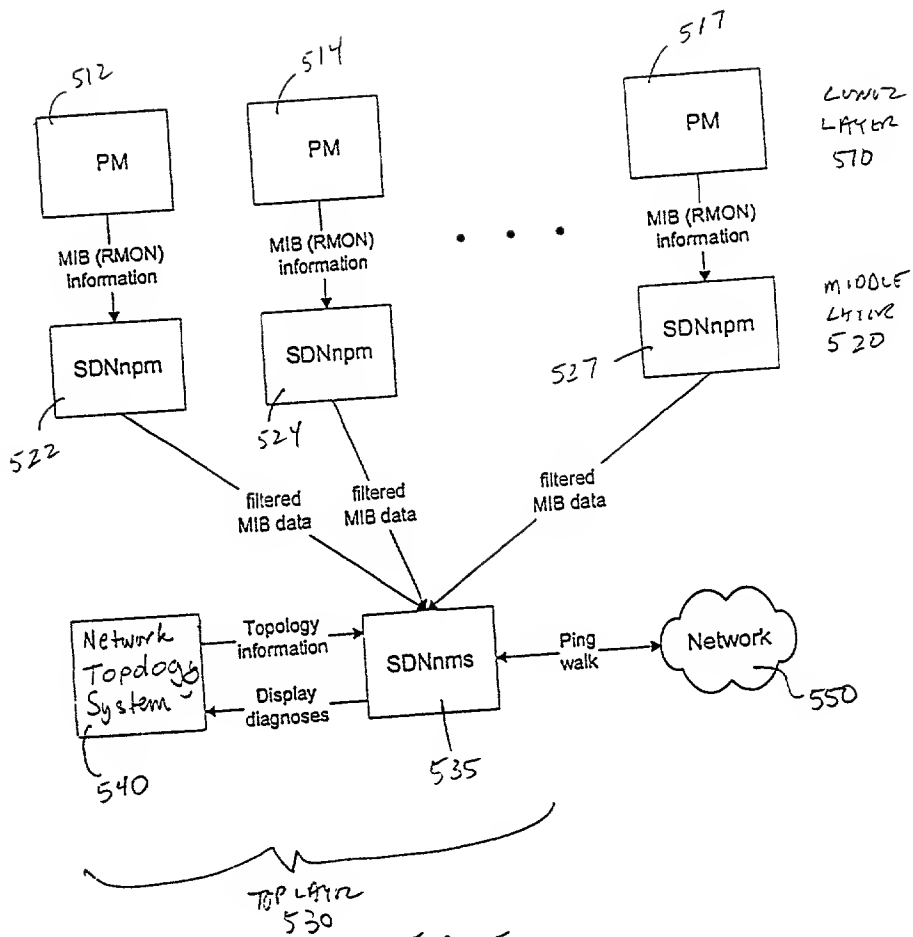 512
514
517
PM
PM
PM
LOWER
LAYER
510
MIB (RMON)
information
MIB (RMON)
information
MIB (RMON)
information
SDNnpm
SDNnpm
SDNnpm
MIDDLE
LAYER
520
522
524
527
filtered
MIB data
filtered
MIB data
filtered
MIB data
Network
Topology
System
Topology
information
Display
diagnoses
SDNnms
Ping
walk
Network
540
535
550
TOP LAYER
530